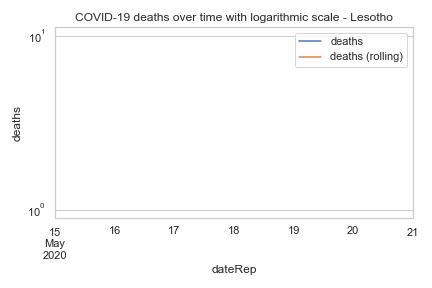 COVID-19 deaths over time with logarithmic scale - Lesotho
10¹
deaths
deaths (rolling)
deaths
10⁰
15 16 17 18 19 20 21
May
2020
dateRep